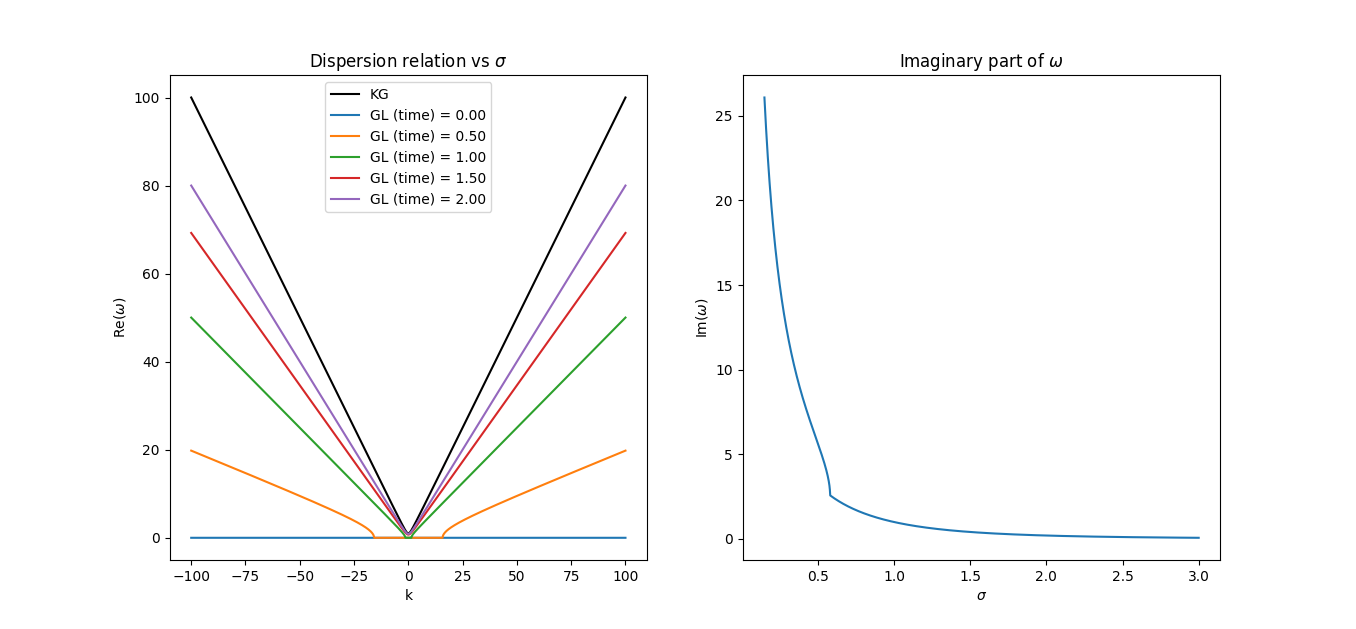 Dispersion relation vs σ
Re(ω)
100
80
60
40
20
0
KG
GL (time) = 0.00
GL (time) = 0.50
GL (time) = 1.00
GL (time) = 1.50
GL (time) = 2.00
−100 −75 −50 −25 0 25 50 75 100
k
Imaginary part of ω
Im(ω)
25
20
15
10
5
0
0.5 1.0 1.5 2.0 2.5 3.0
σ